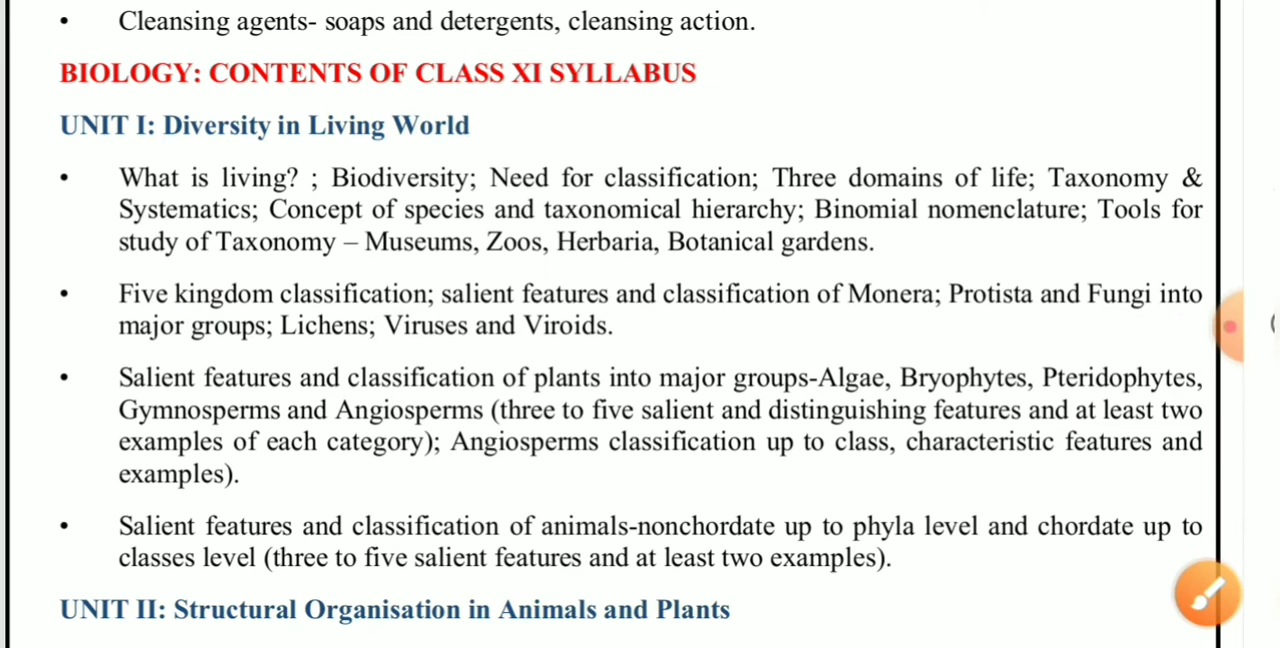 • Cleansing agents- soaps and detergents, cleansing action.
BIOLOGY: CONTENTS OF CLASS XI SYLLABUS
UNIT I: Diversity in Living World
• What is living? ; Biodiversity; Need for classification; Three domains of life; Taxonomy &
Systematics; Concept of species and taxonomical hierarchy; Binomial nomenclature; Tools for
study of Taxonomy – Museums, Zoos, Herbaria, Botanical gardens.
• Five kingdom classification; salient features and classification of Monera; Protista and Fungi into
major groups; Lichens; Viruses and Viroids.
• Salient features and classification of plants into major groups-Algae, Bryophytes, Pteridophytes,
Gymnosperms and Angiosperms (three to five salient and distinguishing features and at least two
examples of each category); Angiosperms classification up to class, characteristic features and
examples).
• Salient features and classification of animals-nonchordate up to phyla level and chordate up to
classes level (three to five salient features and at least two examples).
UNIT II: Structural Organisation in Animals and Plants